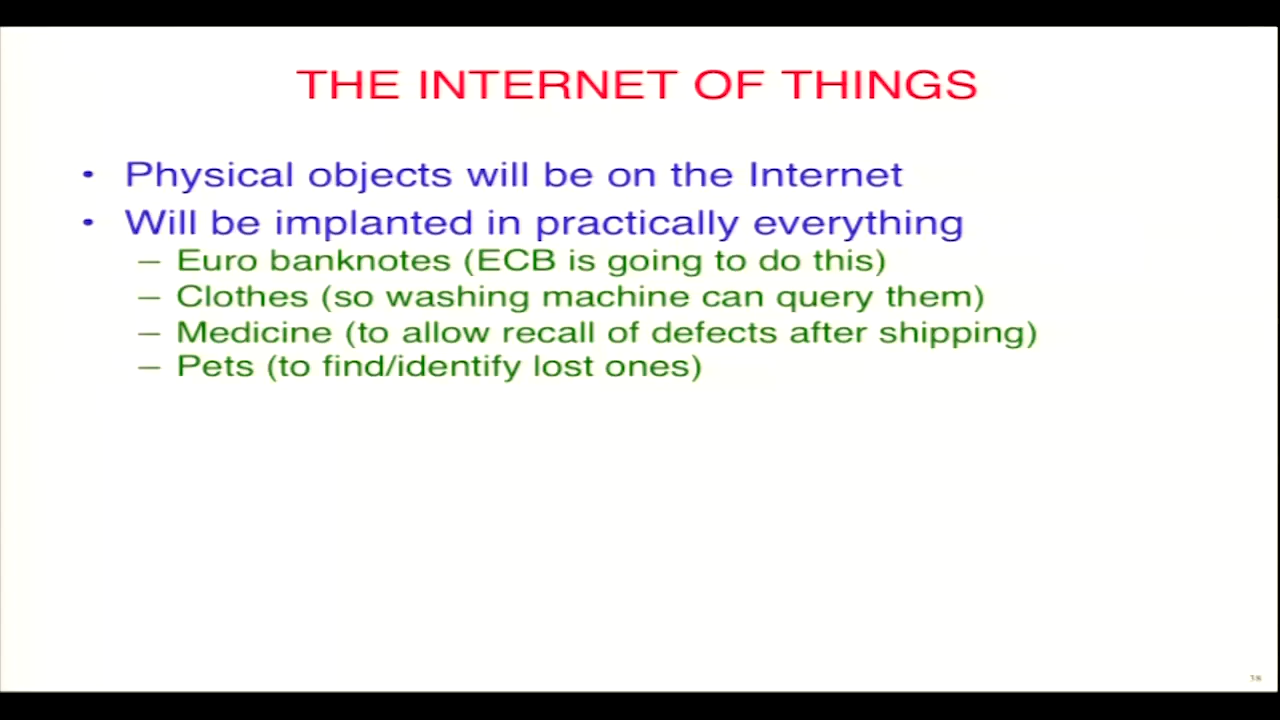 THE INTERNET OF THINGS
• Physical objects will be on the Internet
• Will be implanted in practically everything
– Euro banknotes (ECB is going to do this)
– Clothes (so washing machine can query them)
– Medicine (to allow recall of defects after shipping)
– Pets (to find/identify lost ones)